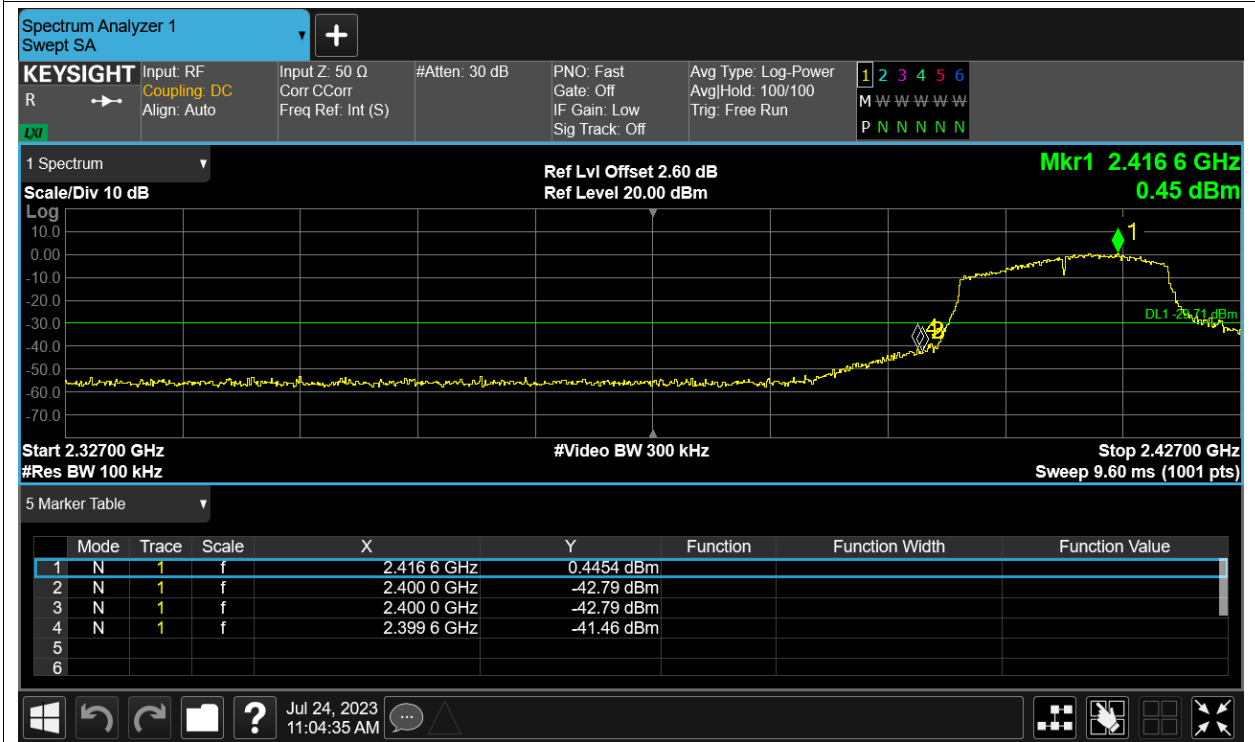 Spectrum Analyzer 1
Swept SA
KEYSIGHT Input: RF Input Z: 50 Ω #Atten: 30 dB PNO: Fast Avg Type: Log-Power 1 2 3 4 5 6
R Coupling: DC Corr CCorr Gate: Off Avg|Hold: 100/100 M W W W W W
Align: Auto Freq Ref: Int (S) IF Gain: Low Trig: Free Run
LXI Sig Track: Off P N N N N N
1 Spectrum Ref Lvl Offset 2.60 dB Mkr1 2.416 6 GHz
Scale/Div 10 dB Ref Level 20.00 dBm 0.45 dBm
Log
10.0
1
0.00
-10.0
-20.0
DL1 -29.71 dBm
-30.0
-40.0
-50.0
-60.0
-70.0
Start 2.32700 GHz #Video BW 300 kHz Stop 2.42700 GHz
#Res BW 100 kHz Sweep 9.60 ms (1001 pts)
5 Marker Table
Mode Trace Scale X Y Function Function Width Function Value
1 N 1 f 2.416 6 GHz 0.4454 dBm
2 N 1 f 2.400 0 GHz -42.79 dBm
3 N 1 f 2.400 0 GHz -42.79 dBm
4 N 1 f 2.399 6 GHz -41.46 dBm
5
6
? Jul 24, 2023
11:04:35 AM